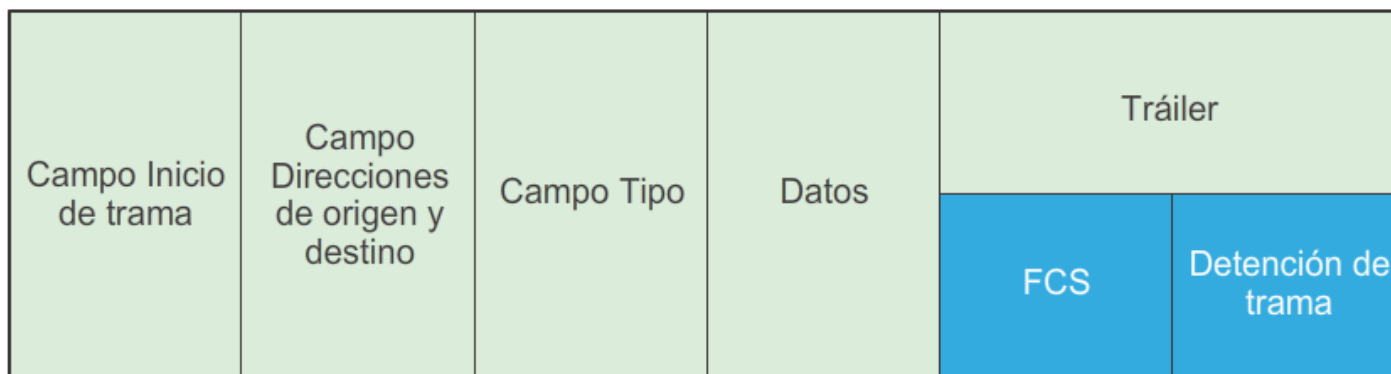 Campo Inicio
de trama
Campo
Direcciones
de origen y
destino
Campo Tipo
Datos
Tráiler
FCS
Detención de
trama